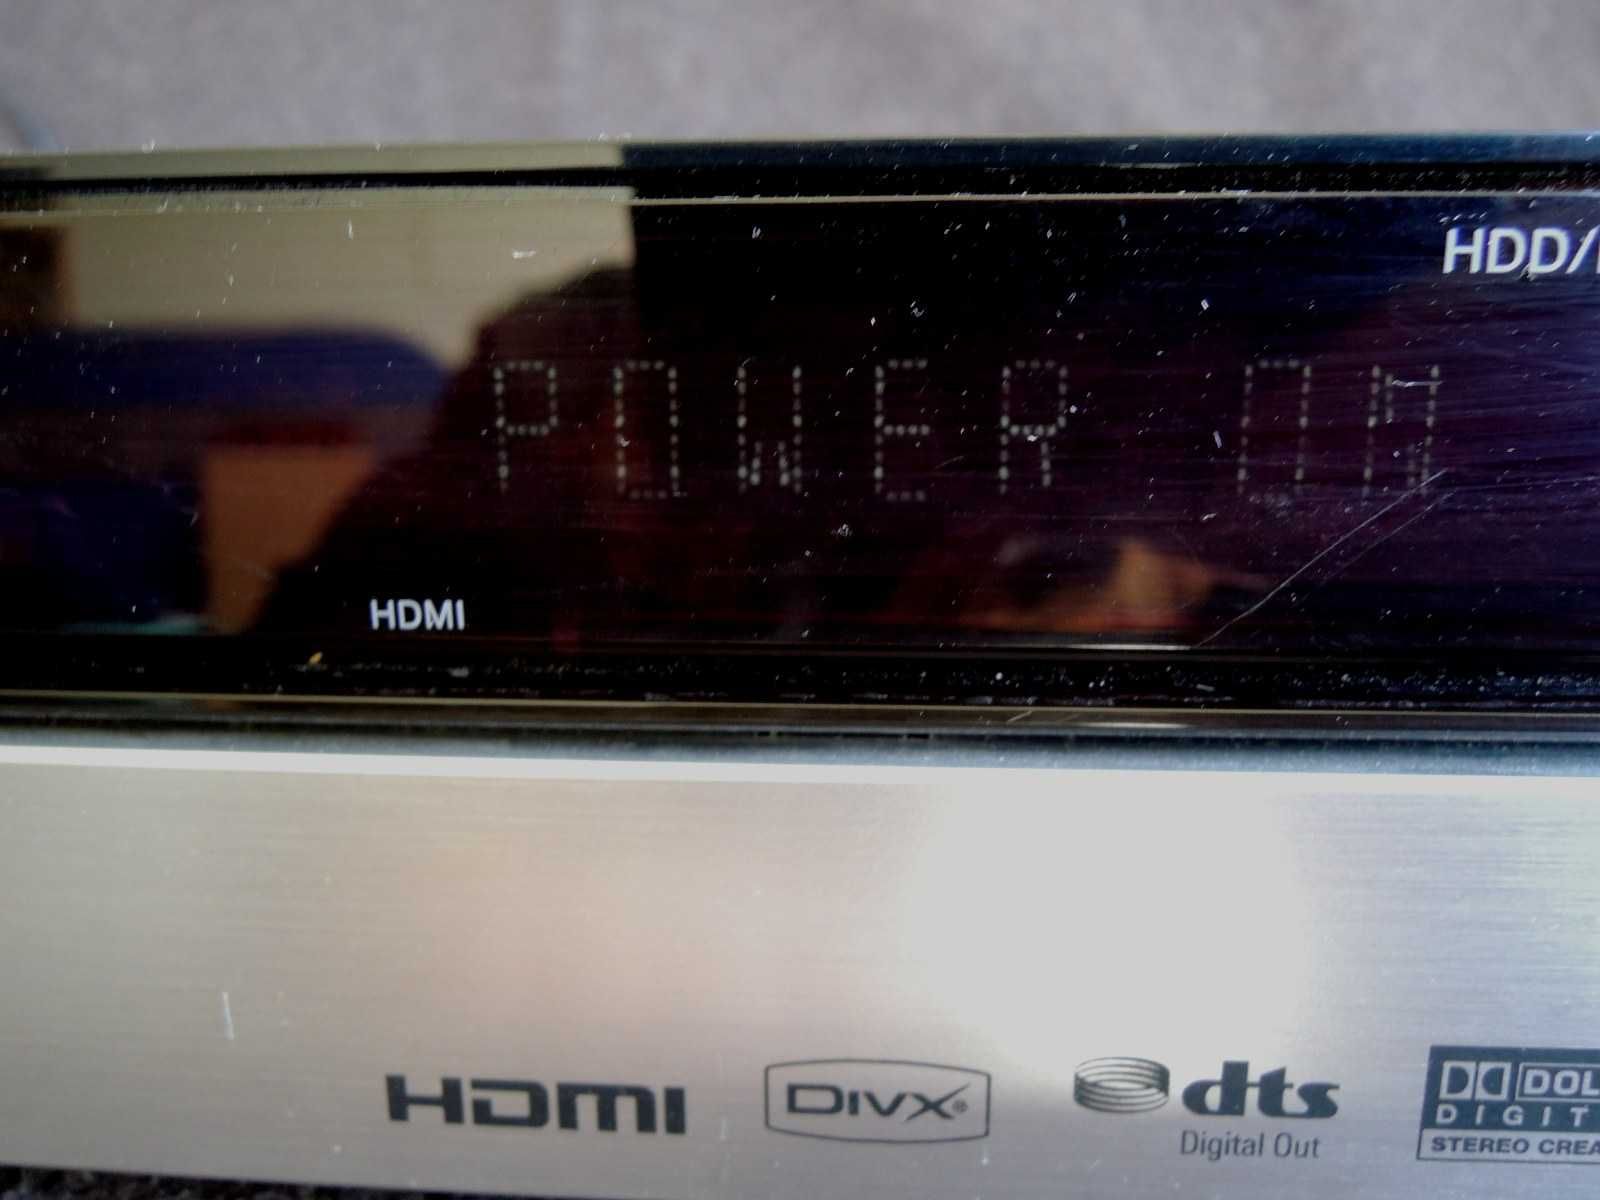 HDD/
POWER ON
HDMI
HDMI DIVX® dts
Digital Out
DIGIT
STEREO CREA